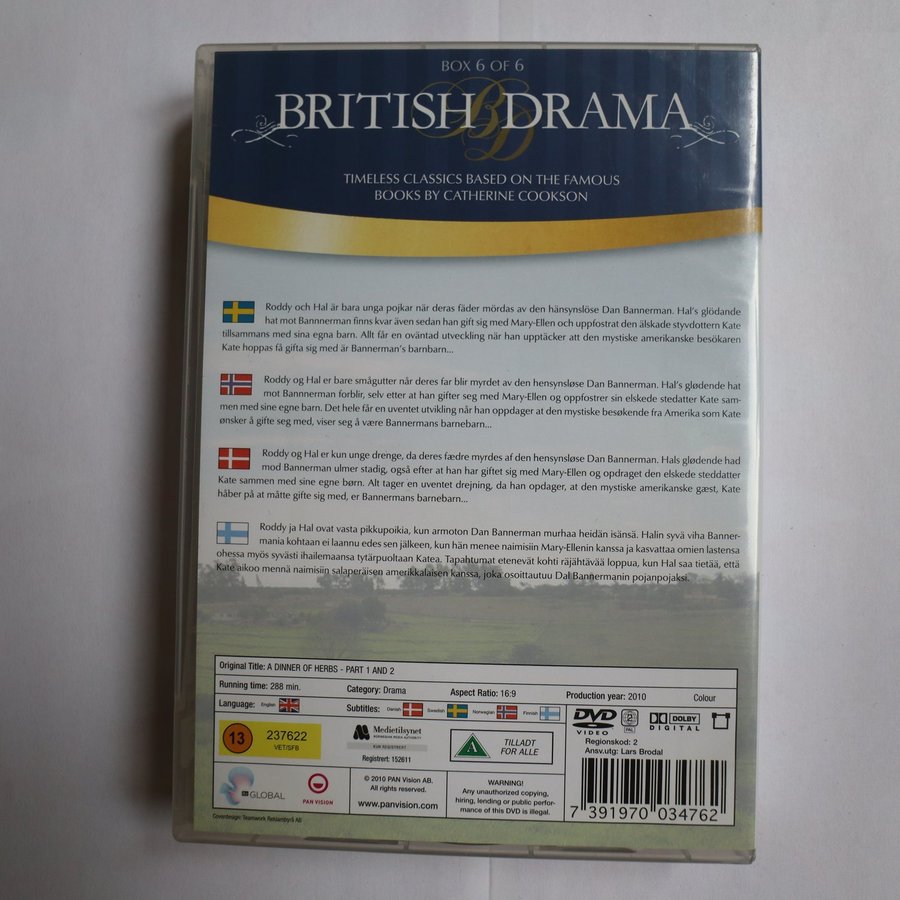 BOX 6 OF 6
BRITISH DRAMA
TIMELESS CLASSICS BASED ON THE FAMOUS
BOOKS BY CATHERINE COOKSON
Roddy och Hal är bara unga pojkar när deras fäder mördas av den hänsynslöse Dan Bannerman. Hal's glödande
hat mot Bannnerman finns kvar även sedan han gift sig med Mary-Ellen och uppfostrat den älskade styvdottern Kate
tillsammans med sina egna barn. Allt får en oväntad utveckling när han upptäcker att den mystiske amerikanske besökaren
Kate hoppas få gifta sig med är Bannerman's barnbarn...
Roddy og Hal er bare smågutter når deres far blir myrdet av den hensynsløse Dan Bannerman. Hal's glødende hat
mot Bannnerman forblir, selv etter at han gifter seg med Mary-Ellen og oppfostrer sin elskede stedatter Kate sam-
men med sine egne barn. Det hele får en uventet utvikling når han oppdager at den mystiske besøkende fra Amerika som Kate
ønsker å gifte seg med, viser seg å være Bannermans barnebarn...
Roddy og Hal er kun unge drenge, da deres fædre myrdes af den hensynsløse Dan Bannerman. Hals glødende had
mod Bannerman ulmer stadig, også efter at han har giftet sig med Mary-Ellen og opdraget den elskede steddatter
Kate sammen med sine egne børn. Alt tager en uventet drejning, da han opdager, at den mystiske amerikanske gæst, Kate
håber på at måtte gifte sig med, er Bannermans barnebarn...
Roddy ja Hal ovat vasta pikkupoikia, kun armoton Dan Bannerman murhaa heidän isänsä. Halin syvä viha Banner-
mania kohtaan ei laannu edes sen jälkeen, kun hän menee naimisiin Mary-Ellenin kanssa ja kasvattaa omien lastensa
ohessa myös syvästi ihailemaansa tytärpuoltaan Katea. Tapahtumat etenevät kohti räjähtävää loppua, kun Hal saa tietää, että
Kate aikoo mennä naimisiin salaperäisen amerikkalaisen kanssa, joka osoittautuu Dal Bannermanin pojanpojaksi.
Original Title: A DINNER OF HERBS - PART 1 AND 2
Running time: 288 min. Category: Drama Aspect Ratio: 16:9 Production year: 2010 Colour
Language: English Subtitles: Danish Swedish Norwegian Finnish
13 237622
VET/SFB
Medietilsynet
NORWEGIAN MEDIA AUTHORITY
KUN REGISTRERT
Registrert: 152611
A TILLADT
FOR ALLE
DVD
VIDEO
2
PAL
DOLBY
DIGITAL
Regionskod: 2
Ansv.utg: Lars Brodal
GLOBAL
PAN VISION
© 2010 PAN Vision AB.
All rights reserved.
www.panvision.com
WARNING!
Any unauthorized copying,
hiring, lending or public perfor-
mance of this DVD is illegal.
7 391970 034762
Coverdesign: Teamwork Reklambyrå AB